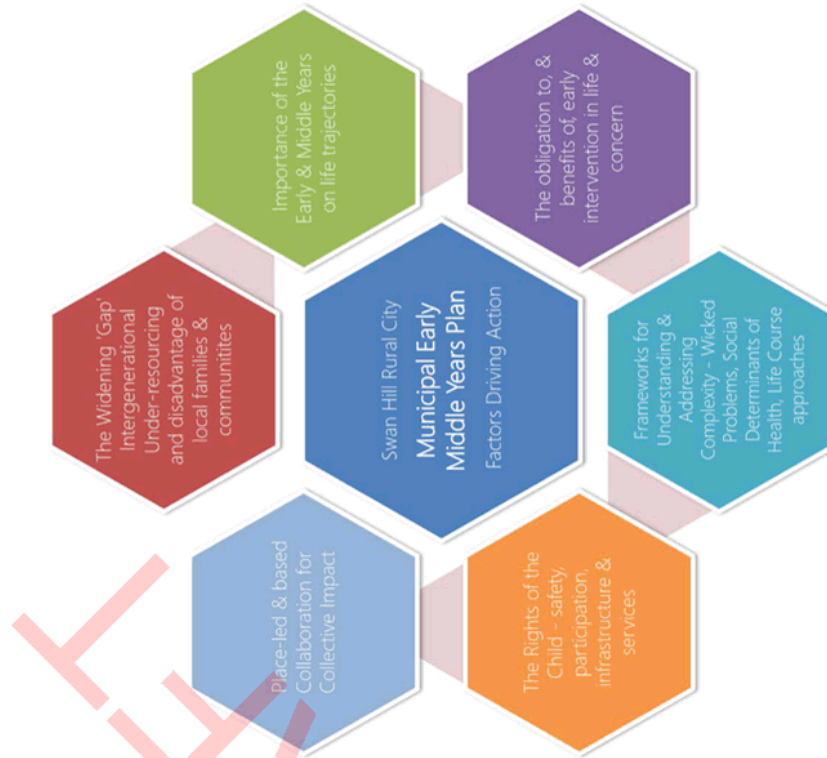 The Widening 'Gap'
Intergenerational
Under-resourcing
and disadvantage of
local families &
communitites
Importance of the
Early & Middle Years
on life trajectories
Place-led & based
Collaboration for
Collective Impact
Swan Hill Rural City
Municipal Early
Middle Years Plan
Factors Driving Action
The obligation to, &
benefits of, early
intervention in life &
concern
The Rights of the
Child - safety,
participation,
infrastructure &
services
Frameworks for
Understanding &
Addressing
Complexity - Wicked
Problems, Social
Determinants of
Health, Life Course
approaches